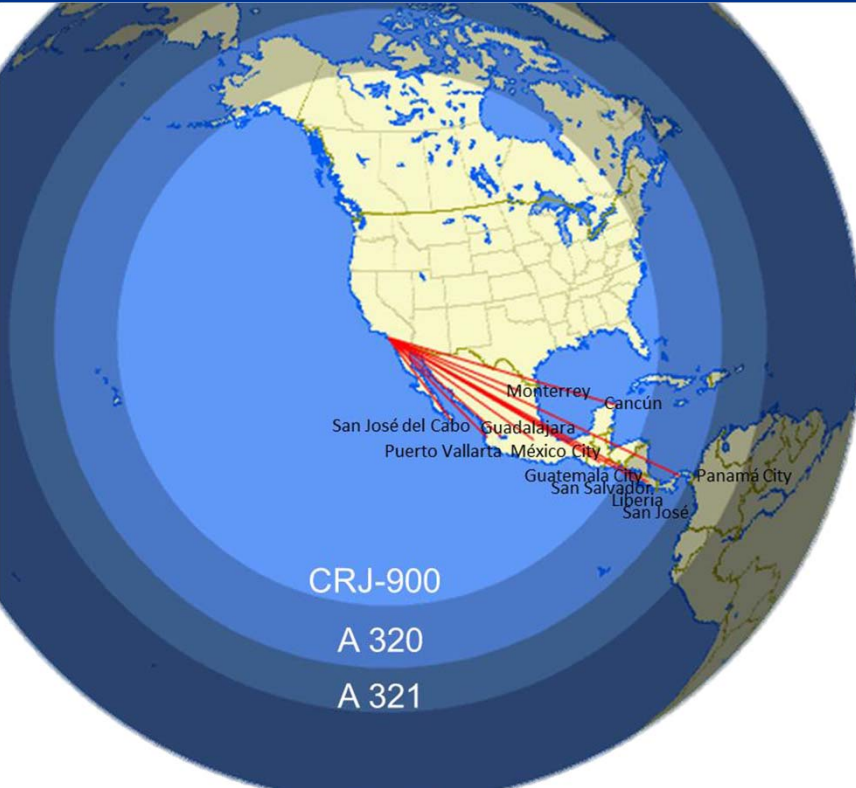 Monterrey
Cancún
San José del Cabo
Guadalajara
Puerto Vallarta
México City
Panamá City
Guatemala City
San Salvador
Liberia
San José
CRJ-900
A 320
A 321